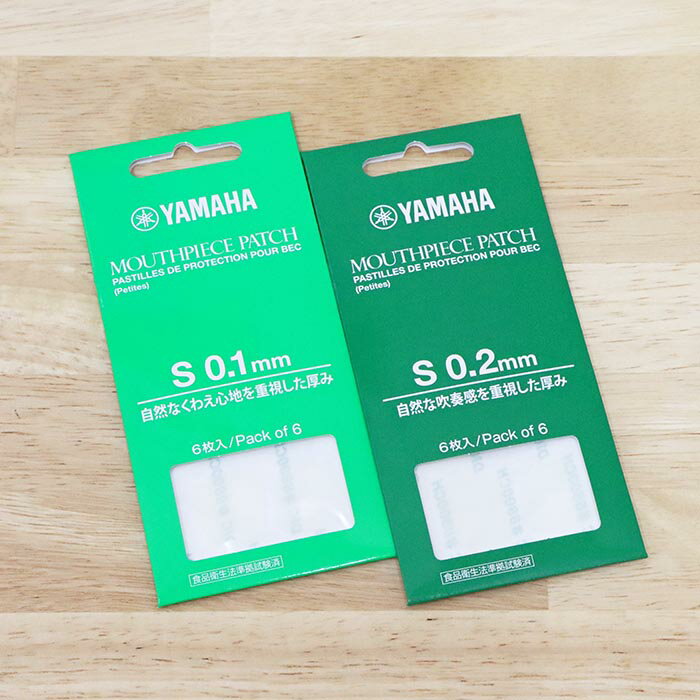 YAMAHA
MOUTHPIECE PATCH
PASTILLES DE PROTECTION POUR BEC
(Petites)
S 0.1mm
自然なくわえ心地を重視した厚み
6枚入/Pack of 6
食品衛生法準拠試験済
YAMAHA
MOUTHPIECE PATCH
PASTILLES DE PROTECTION POUR BEC
(Petites)
S 0.2mm
自然な吹奏感を重視した厚み
6枚入/Pack of 6
食品衛生法準拠試験済